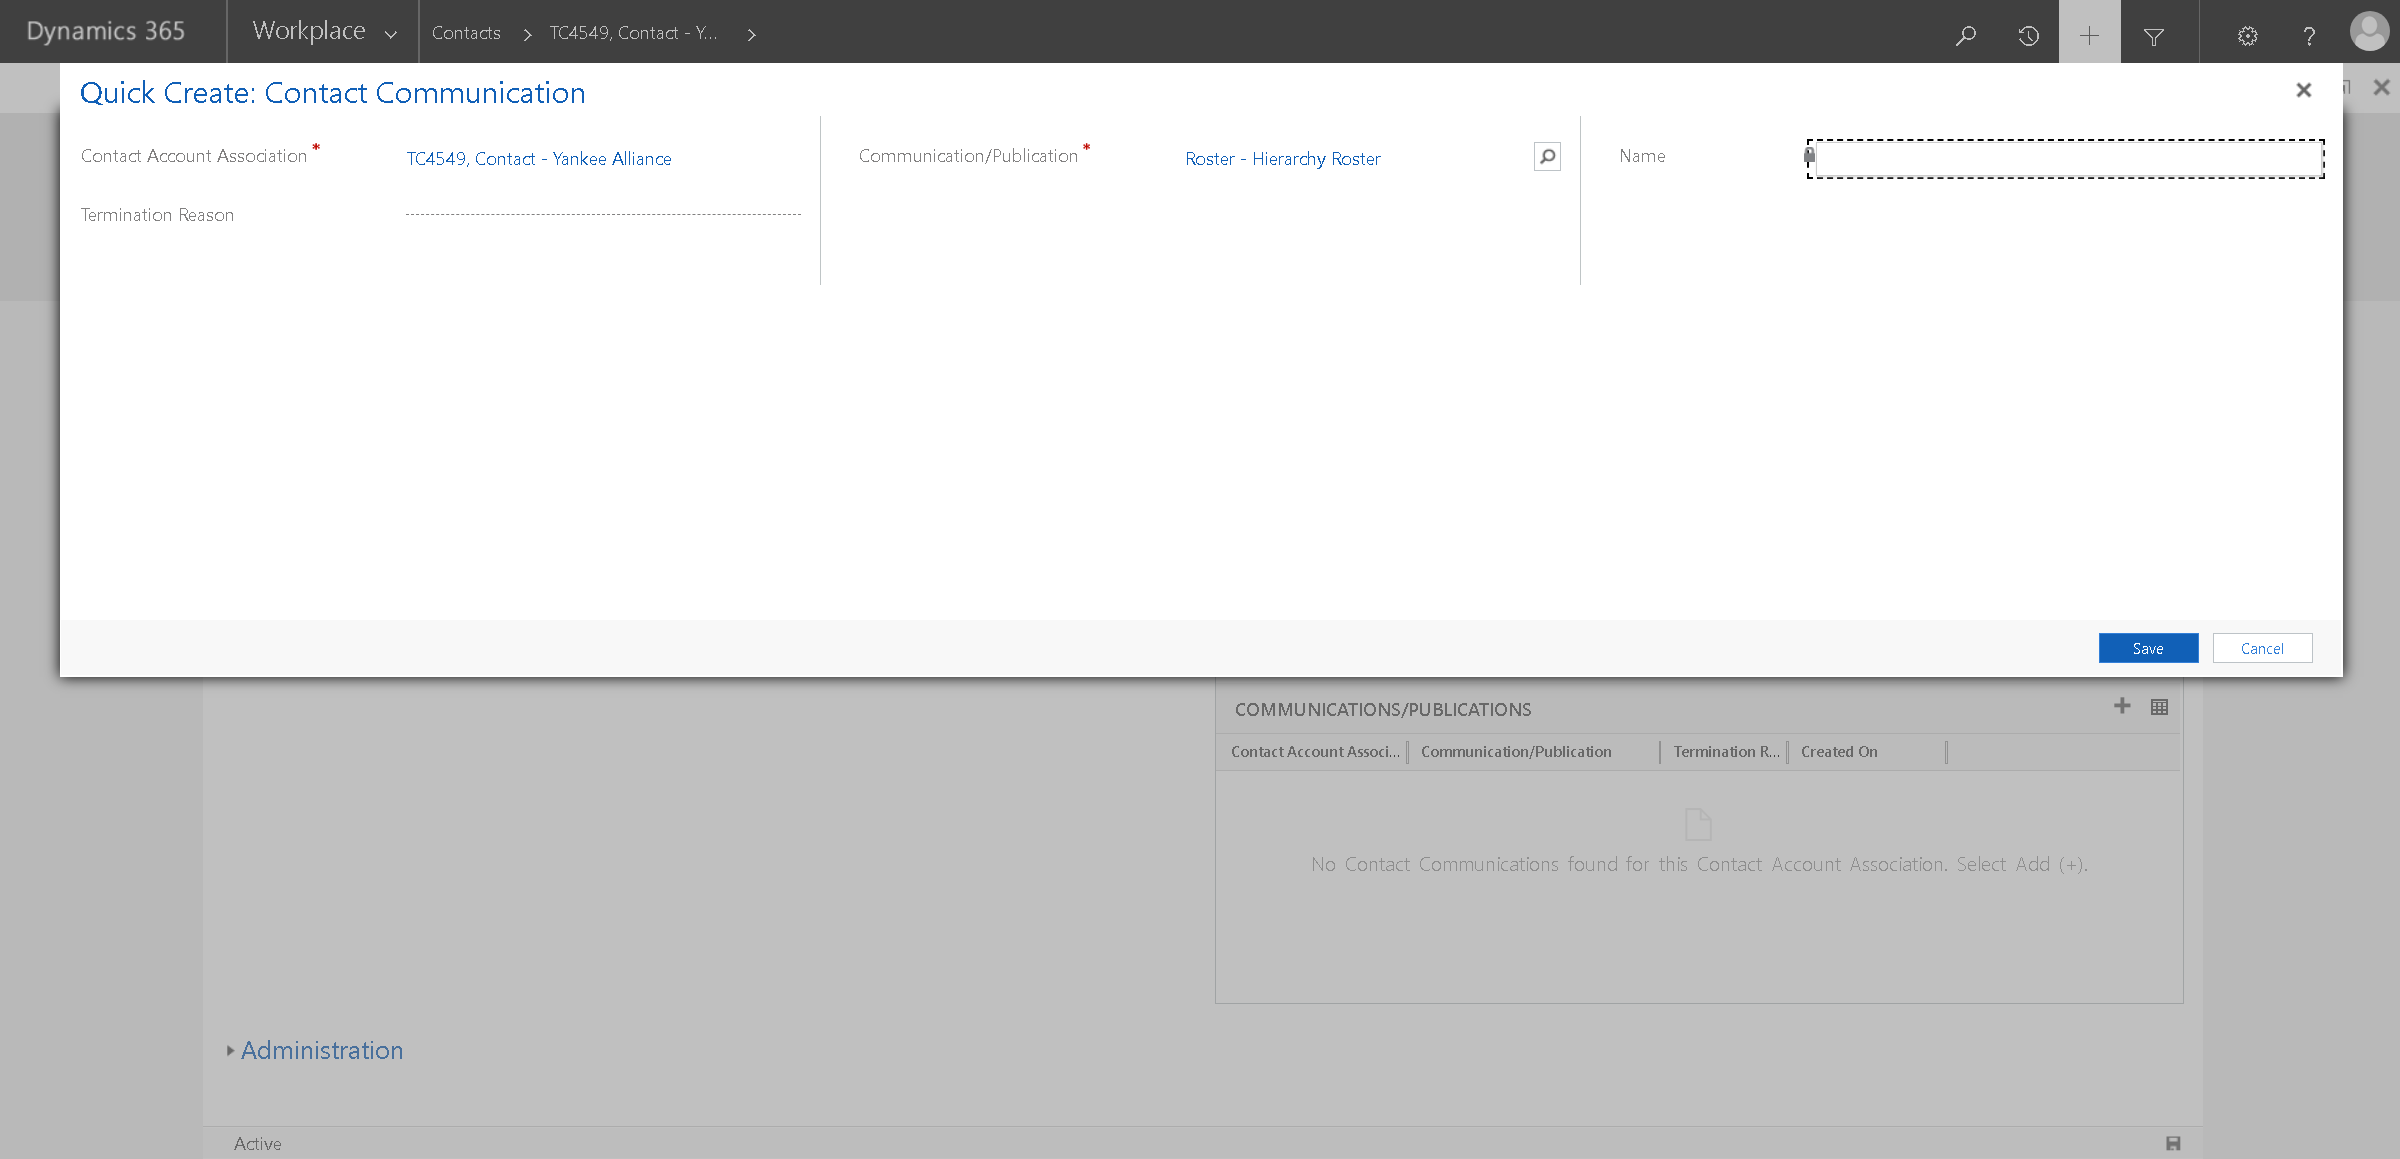 Dynamics 365
Workplace
Contacts
TC4549, Contact - Y...
Quick Create: Contact Communication
Contact Account Association *
TC4549, Contact - Yankee Alliance
Communication/Publication *
Roster - Hierarchy Roster
Name
Termination Reason
Save
Cancel
COMMUNICATIONS/PUBLICATIONS
Contact Account Associ...
Communication/Publication
Termination R...
Created On
No Contact Communications found for this Contact Account Association. Select Add (+).
Administration
Active